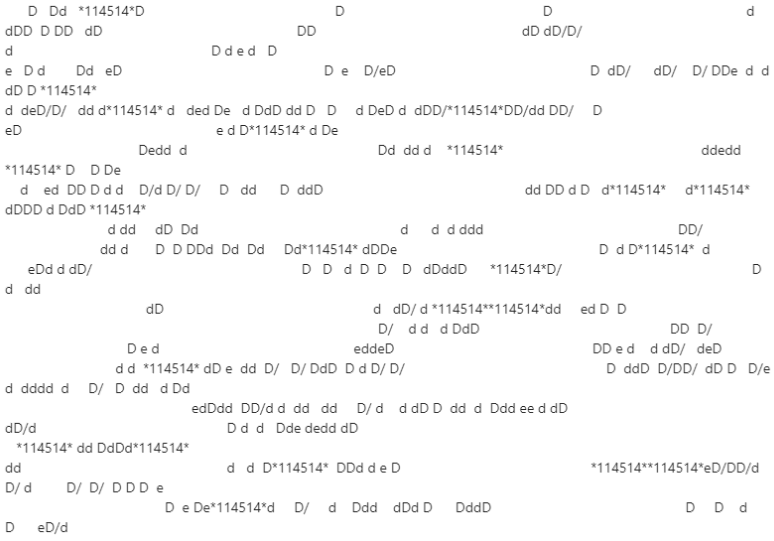 D Dd *114514*D D D d
dDD D DD dD DD dD dD/D/
d D d e d D
e D d Dd eD D e D/eD D dD/ dD/ D/ DDe d d
dD D *114514*
d deD/D/ dd d*114514* d ded De d DdD dd D D d DeD d dDD/*114514*DD/dd DD/ D
eD e d D*114514* d De
Dedd d Dd dd d *114514* ddedd
*114514* D D De
d ed DD D d d D/d D/ D/ D dd D ddD dd DD d D d*114514* d*114514*
dDDD d DdD *114514*
d dd dD Dd d d d ddd DD/
dd d D D DDd Dd Dd Dd*114514* dDDe D d D*114514* d
eDd d dD/ D D d D D D dDddD *114514*D/ D
d dd
dD d dD/ d *114514**114514*dd ed D D
D/ d d d DdD DD D/
D e d eddeD DD e d d dD/ deD
d d *114514* dD e dd D/ D/ DdD D d D/ D/ D ddD D/DD/ dD D D/e
d dddd d D/ D dd d Dd
edDdd DD/d d dd dd D/ d d dD D dd d Ddd ee d dD
dD/d D d d Dde dedd dD
*114514* dd DdDd*114514*
dd d d D*114514* DDd d e D *114514**114514*eD/DD/d
D/ d D/ D/ D D D e
D e De*114514*d D/ d Ddd dDd D DddD D D d
D eD/d